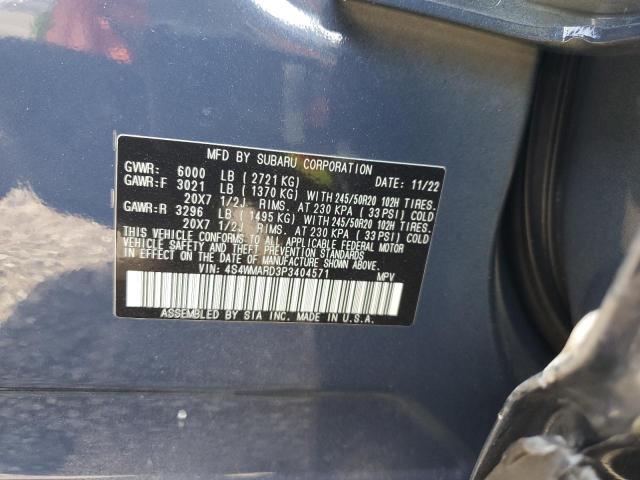 MFD BY SUBARU CORPORATION
GVWR: 6000 LB (2721 KG) DATE: 11/22
GAWR:F 3021 LB (1370 KG) WITH 245/50R20 102H TIRES.
20X7 1/2J RIMS. AT 230 KPA (33 PSI) COLD
GAWR:R 3296 LB (1495 KG) WITH 245/50R20 102H TIRES.
20X7 1/2J RIMS. AT 230 KPA (33 PSI) COLD
THIS VEHICLE CONFORMS TO ALL APPLICABLE FEDERAL MOTOR
VEHICLE SAFETY AND THEFT PREVENTION STANDARDS
IN EFFECT ON THE DATE OF MANUFACTURE SHOWN ABOVE.
VIN: 4S4WMARD3P3404571 MPV
ASSEMBLED BY SIA INC. MADE IN U.S.A.